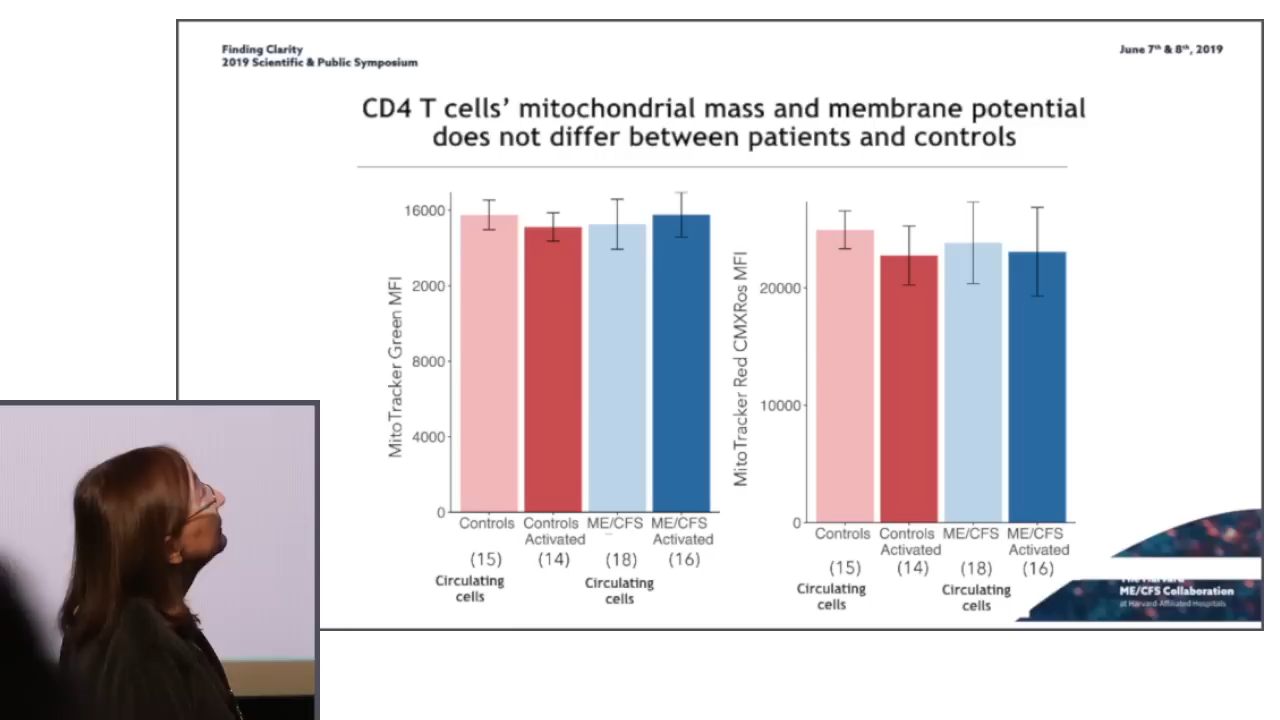 Finding Clarity
2019 Scientific & Public Symposium
June 7th & 8th, 2019
CD4 T cells’ mitochondrial mass and membrane potential
does not differ between patients and controls
MitoTracker Green MFI
16000
2000
8000
4000
0
Controls
Controls Activated
ME/CFS
ME/CFS Activated
(15)
(14)
(18)
(16)
Circulating
cells
Circulating
cells
MitoTracker Red CMXRos MFI
20000
10000
0
Controls
Controls Activated
ME/CFS
ME/CFS Activated
(15)
(14)
(18)
(16)
Circulating
cells
Circulating
cells
ME/CFS Collaboration
at Harvard-Affiliated Hospitals